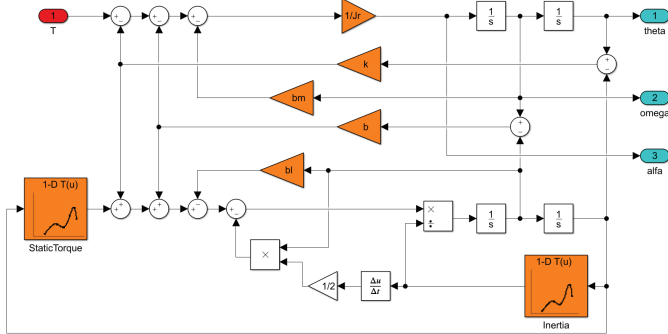 1
T
+
−
+
−
+
−
1/Jr
1
s
1
s
1
theta
k
+
−
bm
2
omega
b
+
−
bl
3
alfa
1-D T(u)
StaticTorque
+
+
+
+
+
−
+
−
×
÷
1
s
1
s
×
1/2
Δu
Δt
1-D T(u)
Inertia